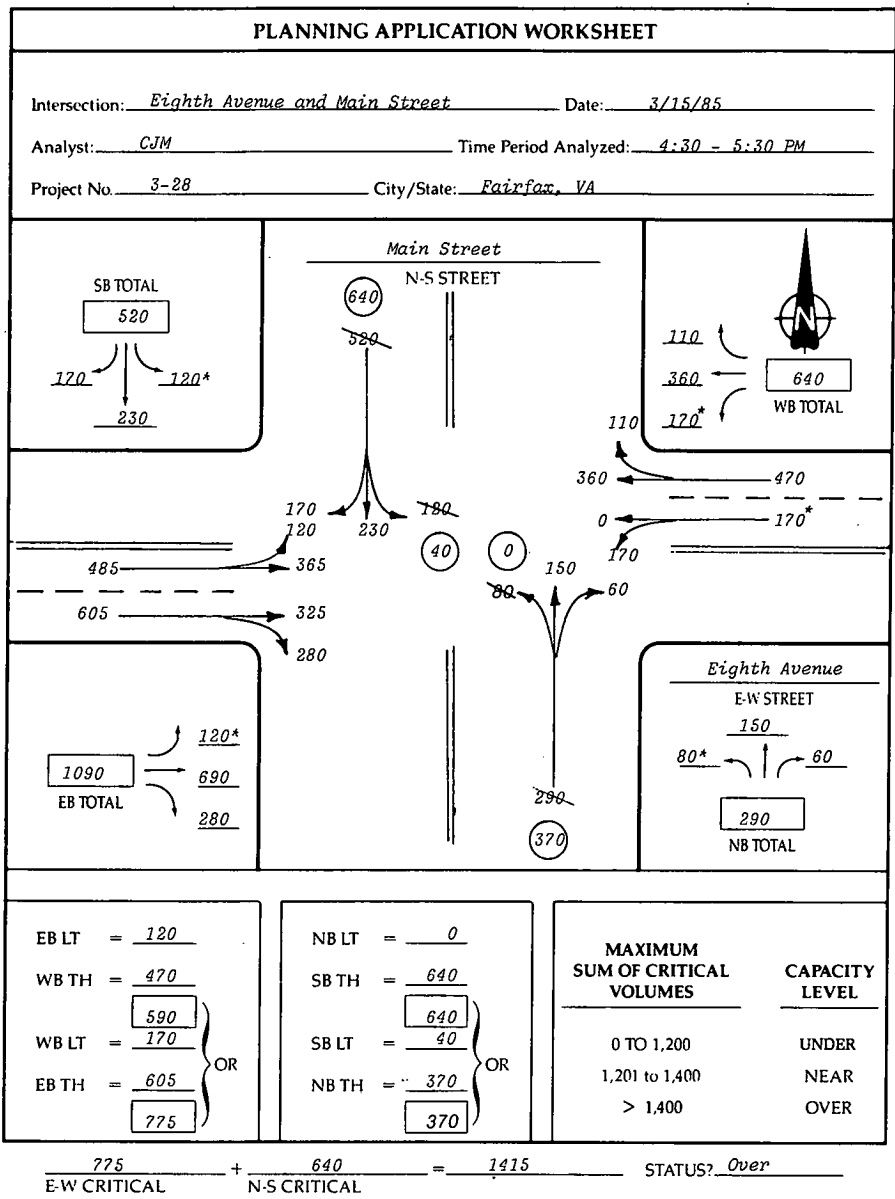 PLANNING APPLICATION WORKSHEET
Intersection: Eighth Avenue and Main Street Date: 3/15/85
Analyst: CJM Time Period Analyzed: 4:30 - 5:30 PM
Project No. 3-28 City/State: Fairfax, VA
SB TOTAL
520
170 120*
230
Main Street
N-S STREET
640
520
N
110
360
170*
640
WB TOTAL
110
360 470
0 170*
170
170
120
230
120
40
0
485 365
605 325
280
80
150
60
290
370
120*
690
280
1090
EB TOTAL
Eighth Avenue
E-W STREET
150
80* 60
290
NB TOTAL
EB LT = 120
WB TH = 470
590
WB LT = 170
EB TH = 605
775
OR
NB LT = 0
SB TH = 640
640
SB LT = 40
NB TH = 370
370
OR
MAXIMUM
SUM OF CRITICAL
VOLUMES
CAPACITY
LEVEL
0 TO 1,200 UNDER
1,201 to 1,400 NEAR
> 1,400 OVER
775 + 640 = 1415 STATUS? Over
E-W CRITICAL N-S CRITICAL